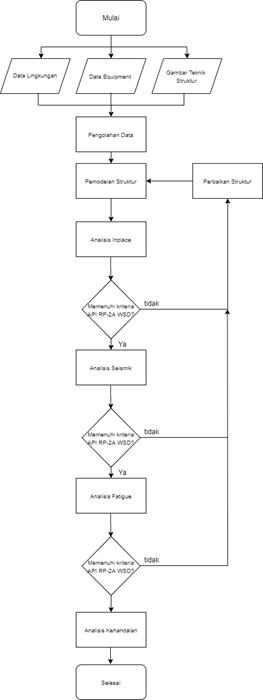 Mulai
Data Lingkungan
Data Equipment
Gambar Teknik
Struktur
Pengolahan Data
Pemodelan Struktur
Perbaikan Struktur
Analisis Inplace
Memenuhi kriteria
API RP-2A WSD?
tidak
Ya
Analisis Seismik
Memenuhi kriteria
API RP-2A WSD?
tidak
Ya
Analisis Fatigue
Memenuhi kriteria
API RP-2A WSD?
tidak
Analisis Kehandalan
Selesai